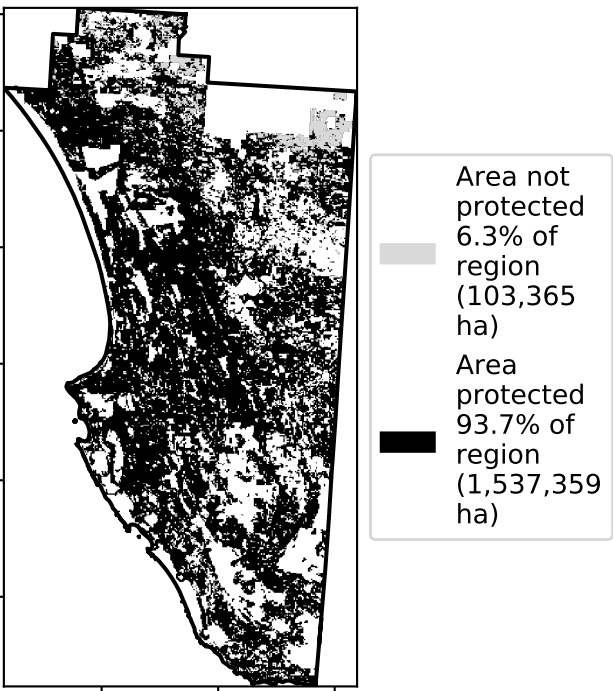 Area not
protected
6.3% of
region
(103,365
ha)
Area
protected
93.7% of
region
(1,537,359
ha)